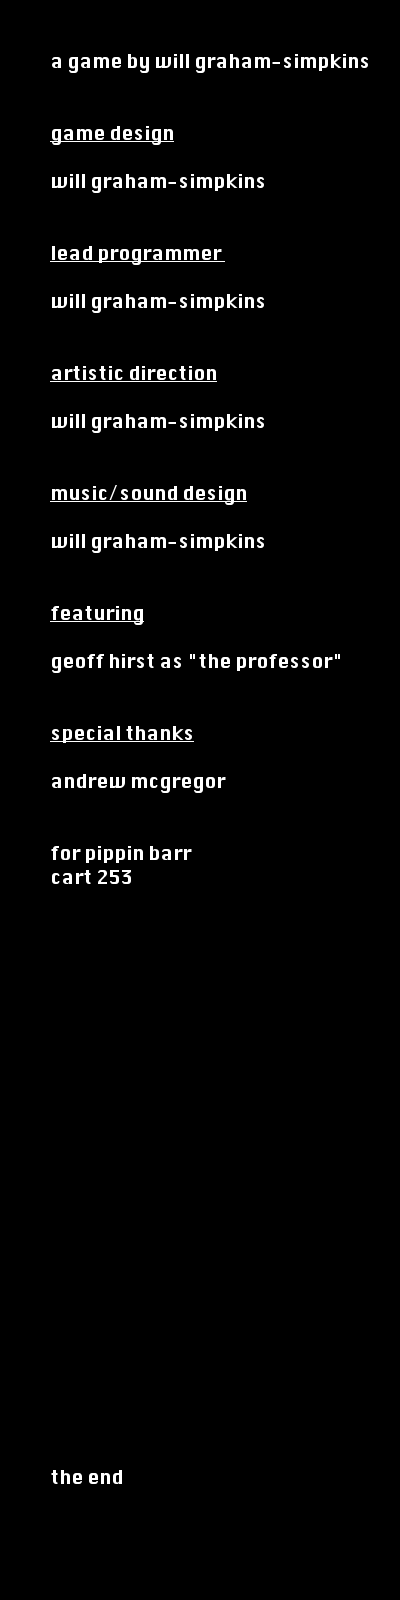 a game by will graham-simpkins
game design
will graham-simpkins
lead programmer
will graham-simpkins
artistic direction
will graham-simpkins
music/sound design
will graham-simpkins
featuring
geoff hirst as "the professor"
special thanks
andrew mcgregor
for pippin barr
cart 253
the end